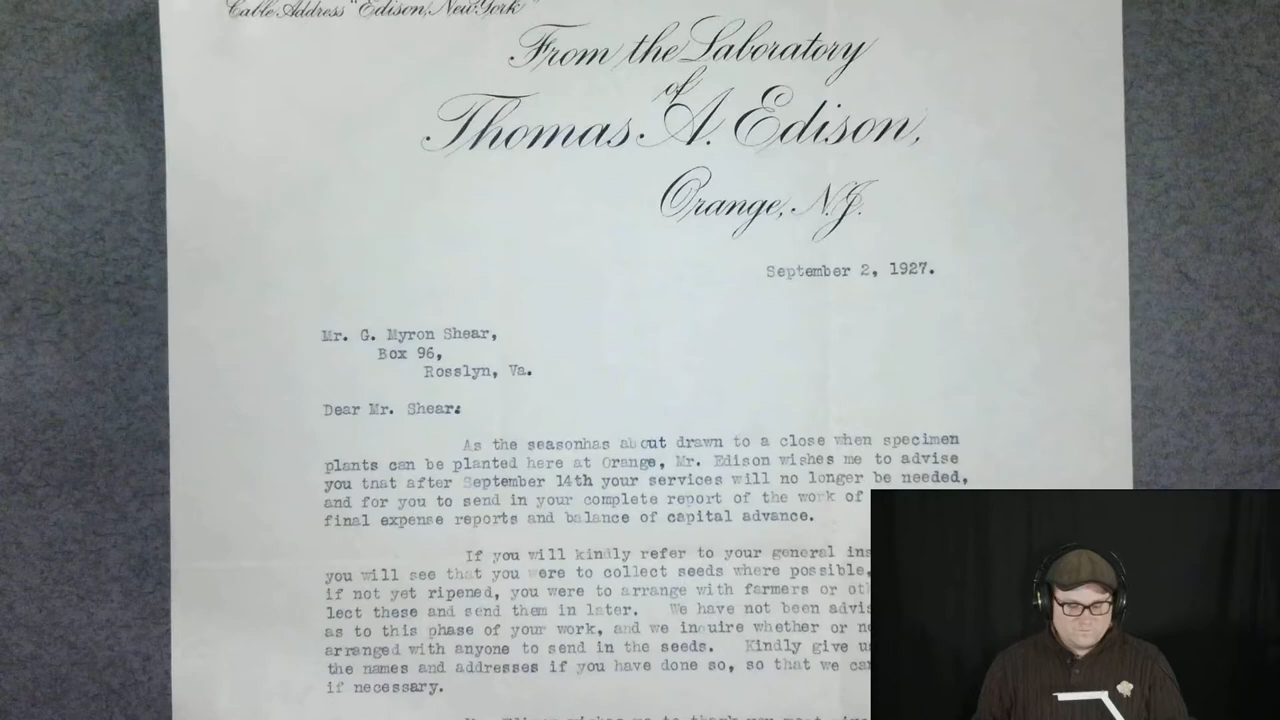 Cable Address "Edison, New York"
From the Laboratory
of
Thomas A. Edison,
Orange, N.J.
September 2, 1927.
Mr. G. Myron Shear,
Box 96,
Rosslyn, Va.
Dear Mr. Shear:
As the seasonhas about drawn to a close when specimen
plants can be planted here at Orange, Mr. Edison wishes me to advise
you that after September 14th your services will no longer be needed,
and for you to send in your complete report of the work of
final expense reports and balance of capital advance.
If you will kindly refer to your general
you will see that you were to collect seeds where possible,
if not yet ripened, you were to arrange with farmers or
lect these and send them in later. We have not been
as to this phase of your work, and we inquire whether or
arranged with anyone to send in the seeds. Kindly give
the names and addresses if you have done so, so that we
if necessary.